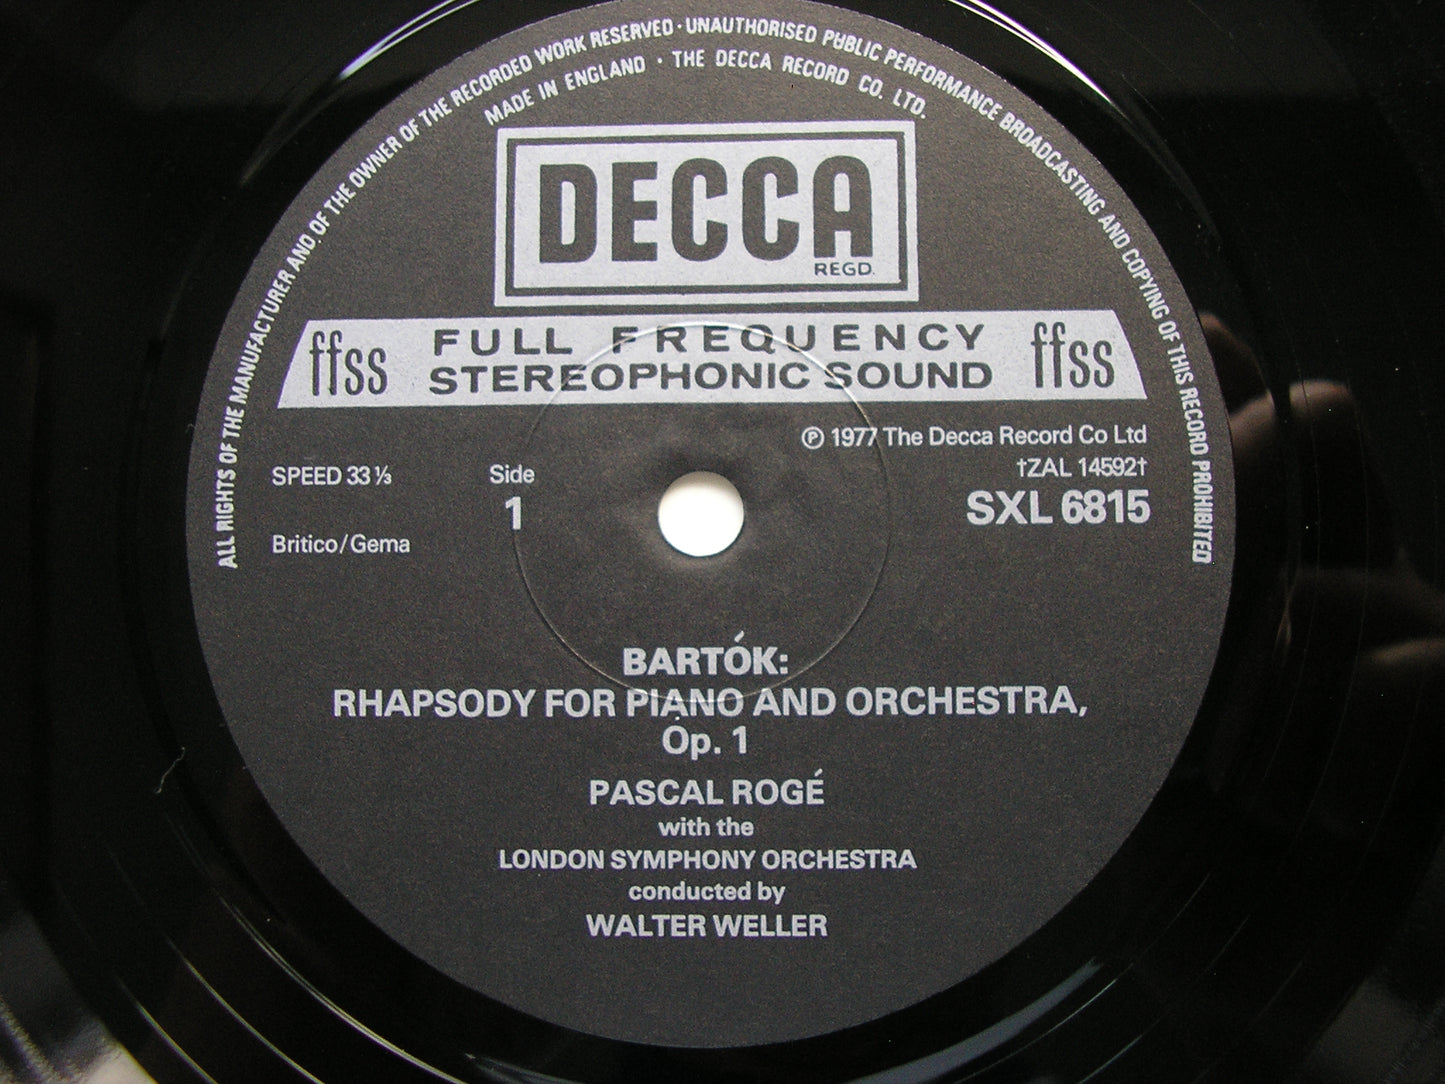 ALL RIGHTS OF THE MANUFACTURER AND OF THE OWNER OF THE RECORDED WORK RESERVED · UNAUTHORISED PUBLIC PERFORMANCE BROADCASTING AND COPYING OF THIS RECORD PROHIBITED
MADE IN ENGLAND · THE DECCA RECORD CO. LTD.
DECCA
REGD.
ffss FULL FREQUENCY STEREOPHONIC SOUND ffss
℗ 1977 The Decca Record Co Ltd
SPEED 33⅓ Side †ZAL 14592†
1 SXL 6815
Britico/Gema
BARTÓK:
RHAPSODY FOR PIANO AND ORCHESTRA,
Op. 1
PASCAL ROGÉ
with the
LONDON SYMPHONY ORCHESTRA
conducted by
WALTER WELLER